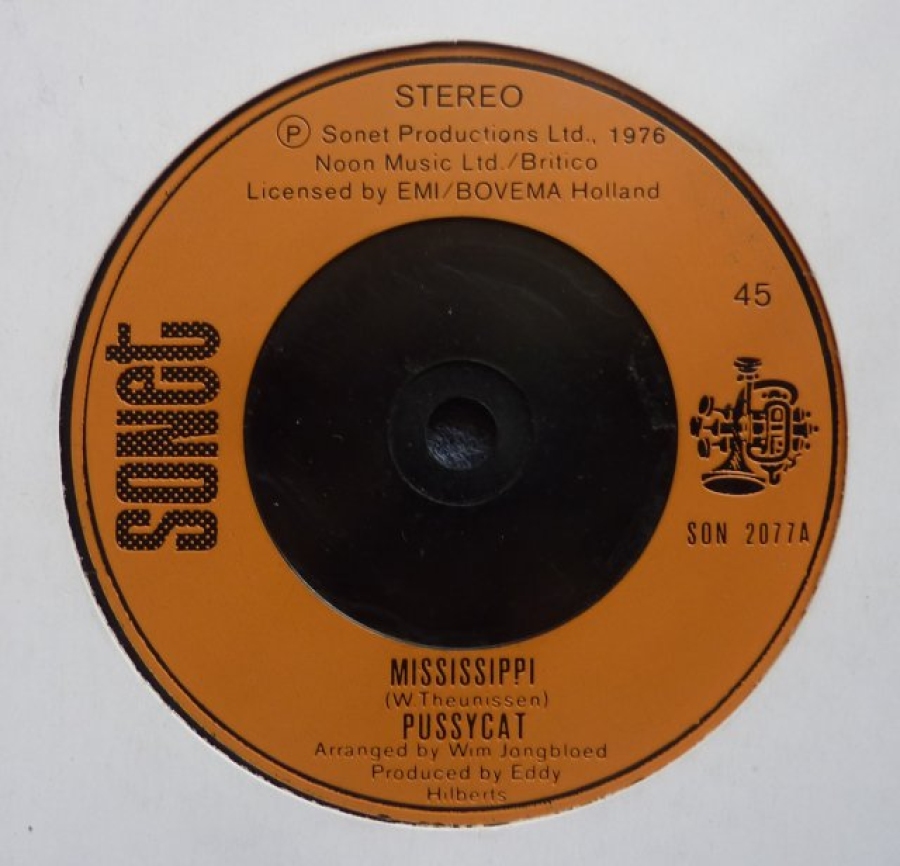 STEREO
Ⓟ Sonet Productions Ltd., 1976
Noon Music Ltd./Britico
Licensed by EMI/BOVEMA Holland
45
sonet
SON 2077A
MISSISSIPPI
(W.Theunissen)
PUSSYCAT
Arranged by Wim Jongbloed
Produced by Eddy
Hilberts